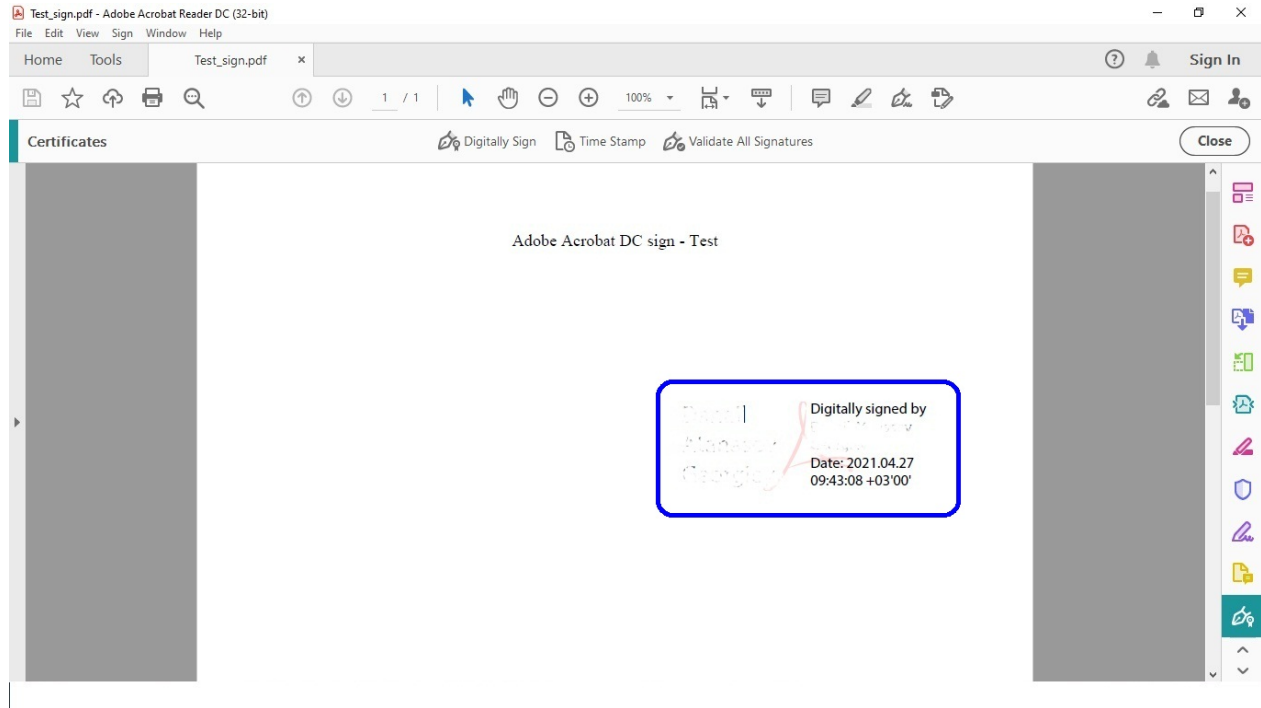 Test_sign.pdf - Adobe Acrobat Reader DC (32-bit)
File Edit View Sign Window Help
Home Tools Test_sign.pdf × ? Sign In
1 / 1 100%
Certificates Digitally Sign Time Stamp Validate All Signatures Close
Adobe Acrobat DC sign - Test
Digitally signed by
Date: 2021.04.27
09:43:08 +03'00'